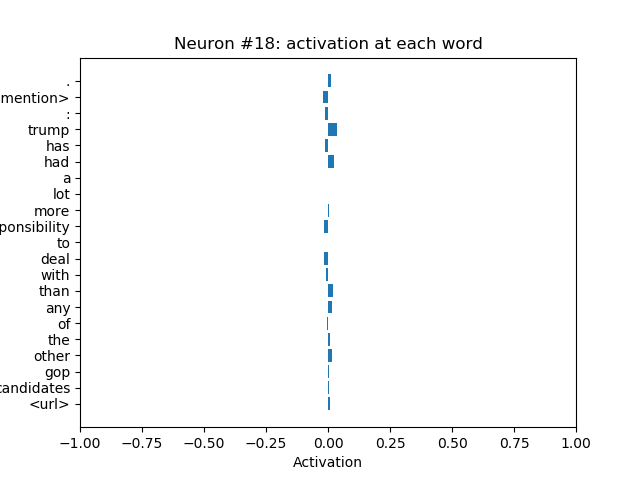 Neuron #18: activation at each word
.
mention>
:
trump
has
had
a
lot
more
ponsibility
to
deal
with
than
any
of
the
other
gop
candidates
<url>
−1.00 −0.75 −0.50 −0.25 0.00 0.25 0.50 0.75 1.00
Activation